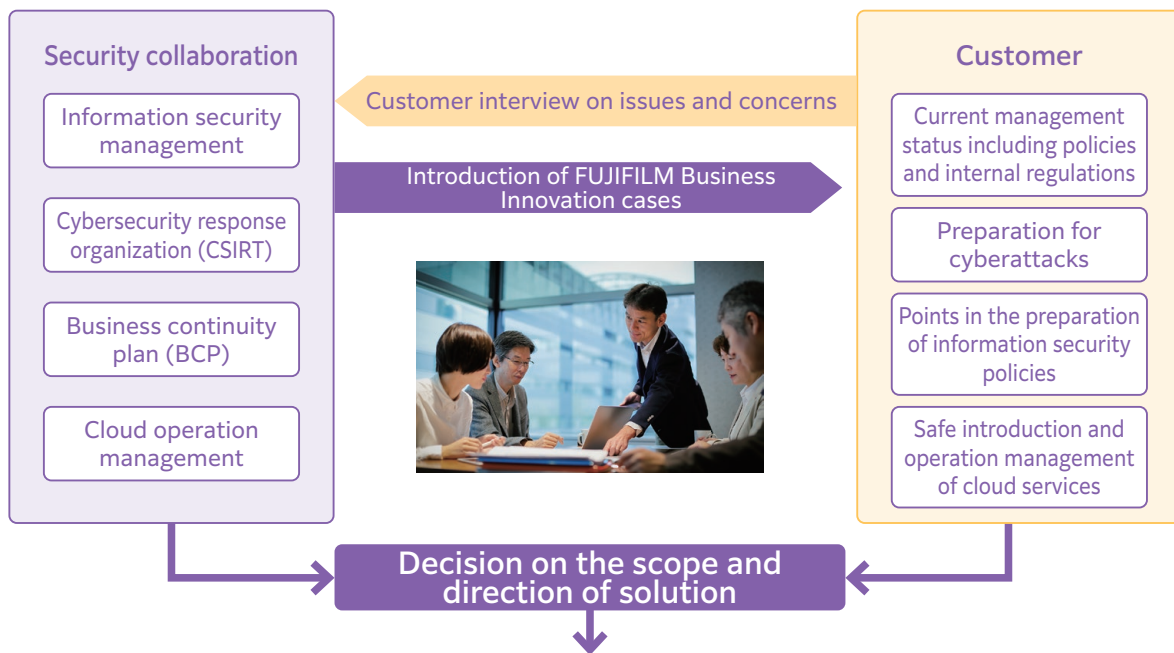 Security collaboration
Information security
management
Cybersecurity response
organization (CSIRT)
Business continuity
plan (BCP)
Cloud operation
management
Customer interview on issues and concerns
Introduction of FUJIFILM Business
Innovation cases
Customer
Current management
status including policies
and internal regulations
Preparation for
cyberattacks
Points in the preparation
of information security
policies
Safe introduction and
operation management
of cloud services
Decision on the scope and
direction of solution